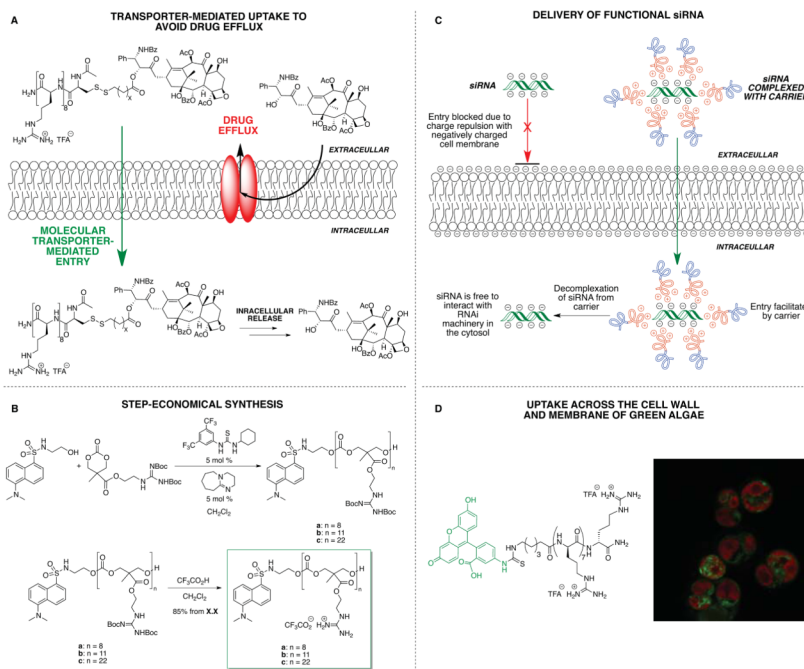 A
TRANSPORTER-MEDIATED UPTAKE TO
AVOID DRUG EFFLUX
DRUG
EFFLUX
EXTRACEULLAR
INTRACEULLAR
MOLECULAR
TRANSPORTER-
MEDIATED
ENTRY
INRACELLULAR
RELEASE
B
STEP-ECONOMICAL SYNTHESIS
+
5 mol %
5 mol %
CH2Cl2
a: n = 8
b: n = 11
c: n = 22
CF3CO2H
CH2Cl2
85% from X.X
a: n = 8
b: n = 11
c: n = 22
CF3CO2
a: n = 8
b: n = 11
c: n = 22
C
DELIVERY OF FUNCTIONAL siRNA
siRNA
Entry blocked due to
charge repulsion with
negatively charged
cell membrane
X
siRNA
COMPLEXED
WITH CARRIER
EXTRACEULLAR
INTRACEULLAR
siRNA is free to
interact with
RNAi
machinery in
the cytosol
Decomplexation
of siRNA from
carrier
Entry facilitate
by carrier
D
UPTAKE ACROSS THE CELL WALL
AND MEMBRANE OF GREEN ALGAE